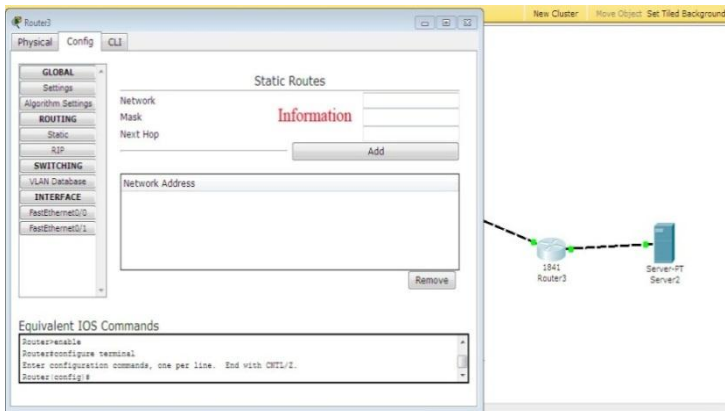 Router3
New Cluster
Move Object
Set Tiled Background
Physical
Config
CLI
GLOBAL
Settings
Algorithm Settings
ROUTING
Static
RIP
SWITCHING
VLAN Database
INTERFACE
FastEthernet0/0
FastEthernet0/1
Static Routes
Network
Mask
Next Hop
Information
Add
Network Address
Remove
Equivalent IOS Commands
Router>enable
Router#configure terminal
Enter configuration commands, one per line. End with CNTL/Z.
Router(config)#
1841
Router3
Server-PT
Server2